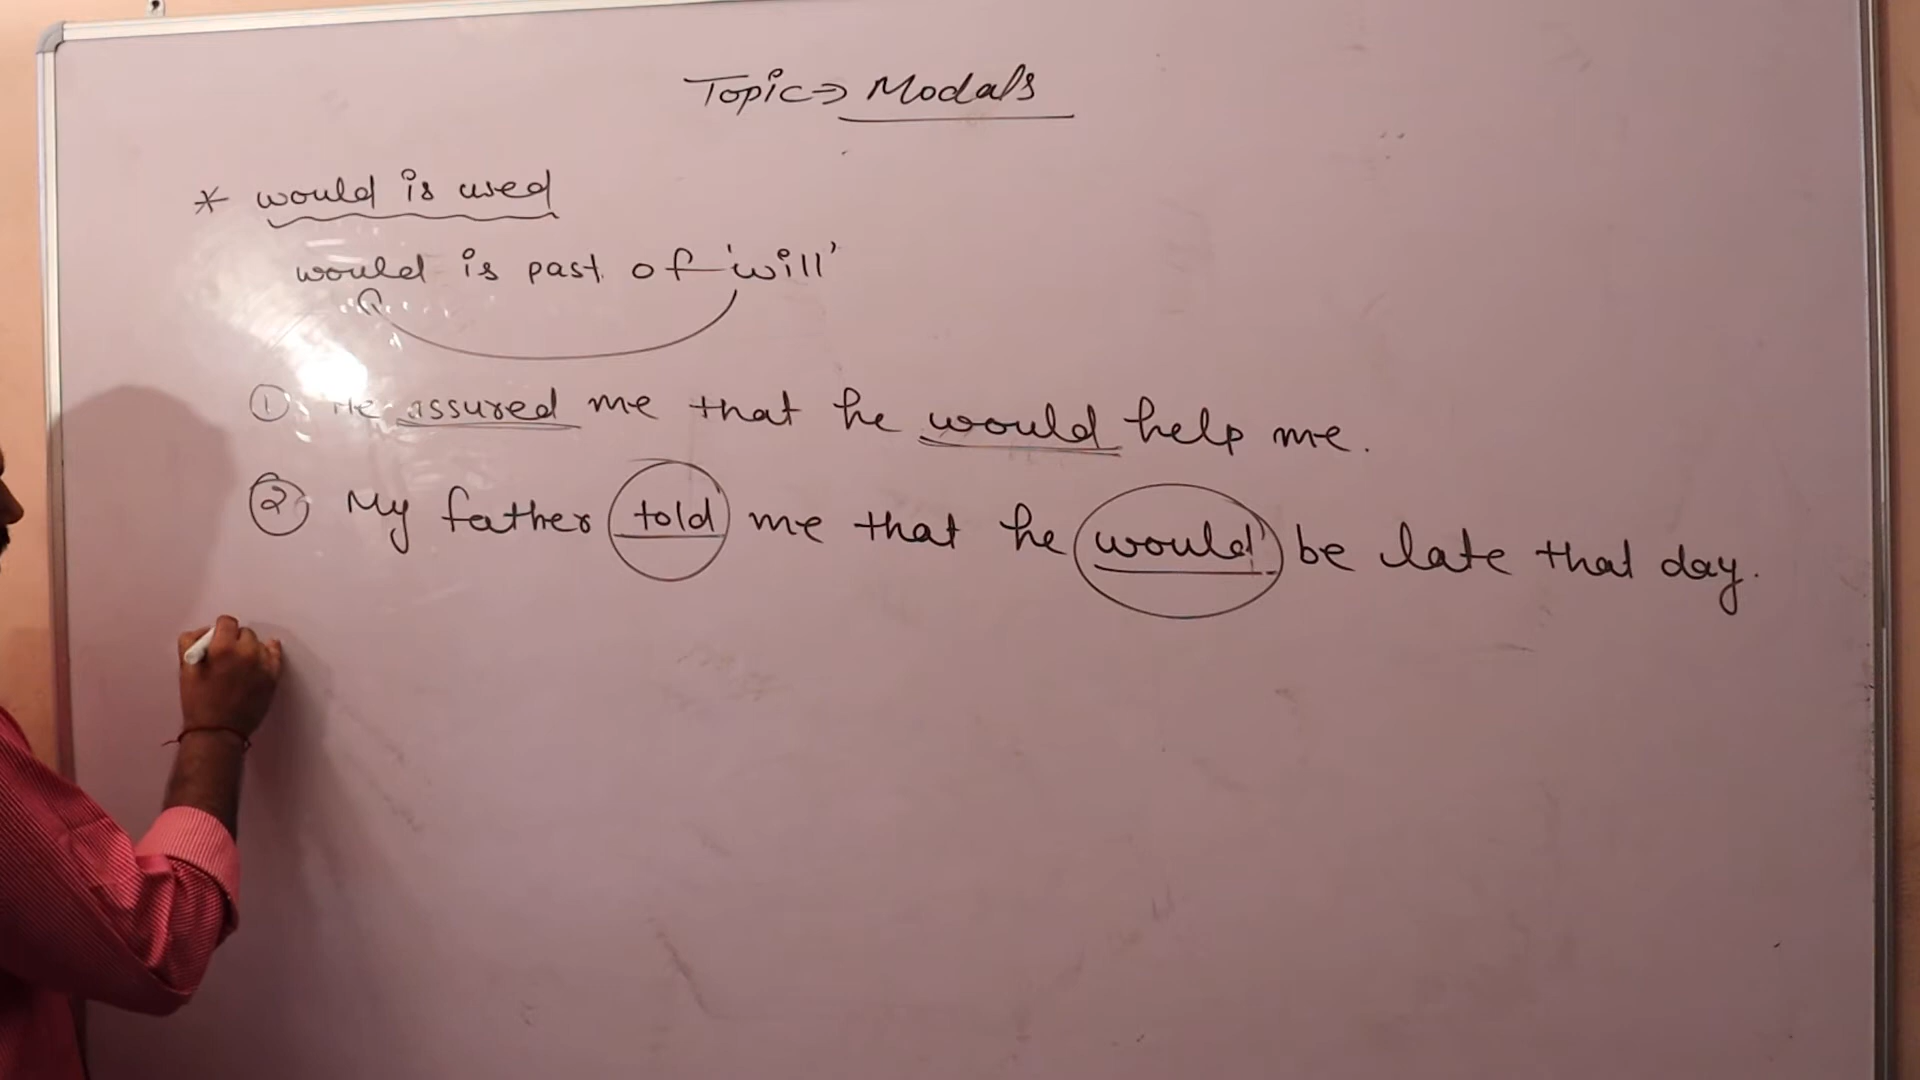 Topic⇒ Modals
* would is used
would is past of 'will'
① He assured me that he would help me.
② My father told me that he would be late that day.